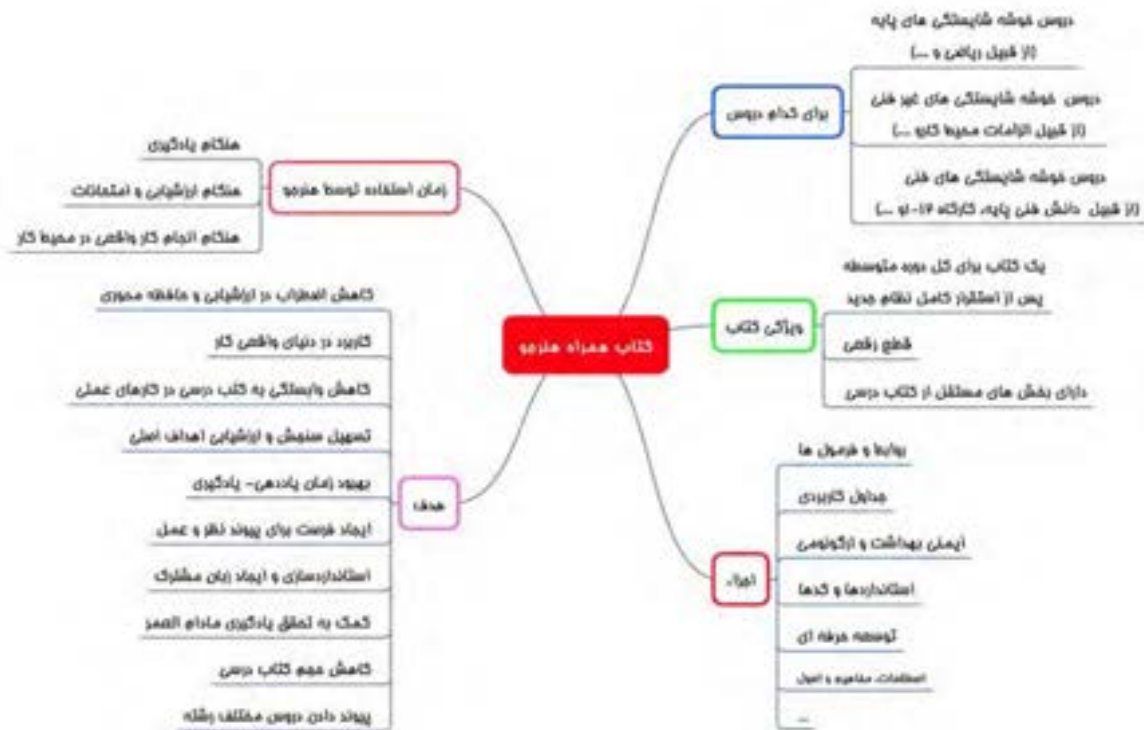 کتاب همراه هنرجو
برای کدام دروس
دروس خوشه شایستگی های پایه
(از قبیل ریاضی و ...)
دروس خوشه شایستگی های غیر فنی
(از قبیل الزامات محیط کارو ...)
دروس خوشه شایستگی های فنی
(از قبیل دانش فنی پایه، کارگاه ۱۲-۱و ...)
ویژگی کتاب
یک کتاب برای کل دوره متوسطه
پس از استقرار کامل نظام جدید
قطع رقعی
دارای بخش های مستقل از کتاب درسی
اجزاء
روابط و فرمول ها
جداول کاربردی
ایمنی بهداشت و ارگونومی
استانداردها و کدها
توسعه حرفه ای
اصطلاحات، مفاهیم و اصول
...
زمان استفاده توسط هنرجو
هنگام یادگیری
هنگام ارزشیابی و امتحانات
هنگام انجام کار واقعی در محیط کار
هدف
کاهش اضطراب در ارزشیابی و حافظه محوری
کاربرد در دنیای واقعی کار
کاهش وابستگی به کتب درسی در کارهای عملی
تسهیل سنجش و ارزشیابی اهداف اصلی
بهبود زمان یاددهی- یادگیری
ایجاد فرصت برای پیوند نظر و عمل
استانداردسازی و ایجاد زبان مشترک
کمک به تحقق یادگیری مادام العمر
کاهش حجم کتاب درسی
پیوند دادن دروس مختلف رشته